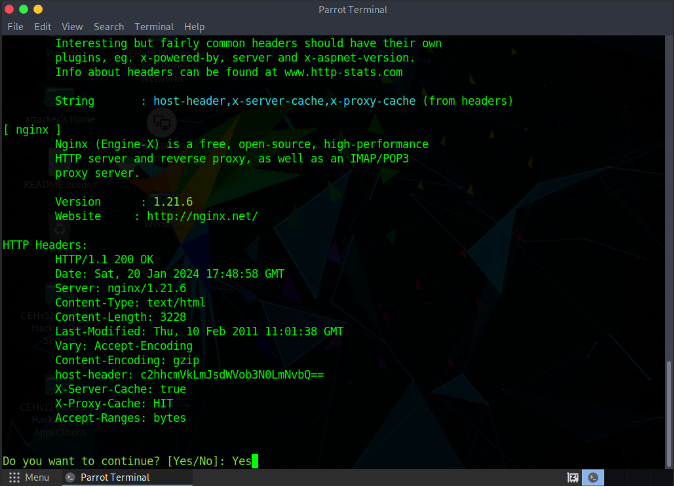 Parrot Terminal
File Edit View Search Terminal Help
Interesting but fairly common headers should have their own
plugins, eg. x-powered-by, server and x-aspnet-version.
Info about headers can be found at www.http-stats.com
String : host-header,x-server-cache,x-proxy-cache (from headers)
[ nginx ]
Nginx (Engine-X) is a free, open-source, high-performance
HTTP server and reverse proxy, as well as an IMAP/POP3
proxy server.
Version : 1.21.6
Website : http://nginx.net/
HTTP Headers:
HTTP/1.1 200 OK
Date: Sat, 20 Jan 2024 17:48:58 GMT
Server: nginx/1.21.6
Content-Type: text/html
Content-Length: 3228
Last-Modified: Thu, 10 Feb 2011 11:01:38 GMT
Vary: Accept-Encoding
Content-Encoding: gzip
host-header: c2hhcmVkLmJsdWVob3N0LmNvbQ==
X-Server-Cache: true
X-Proxy-Cache: HIT
Accept-Ranges: bytes
Do you want to continue? [Yes/No]: Yes
Menu Parrot Terminal